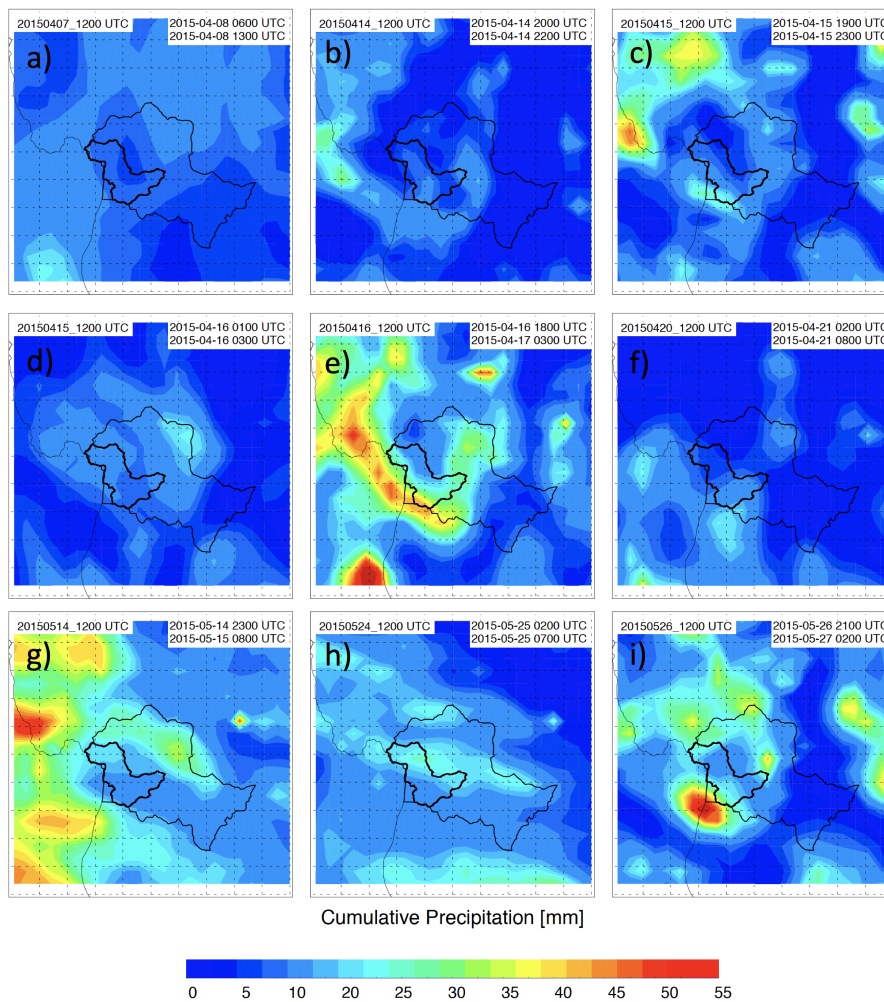 20150407_1200 UTC
2015-04-08 0600 UTC
2015-04-08 1300 UTC
a)
20150414_1200 UTC
2015-04-14 2000 UTC
2015-04-14 2200 UTC
b)
20150415_1200 UTC
2015-04-15 1900 UTC
2015-04-15 2300 UTC
c)
20150415_1200 UTC
2015-04-16 0100 UTC
2015-04-16 0300 UTC
d)
20150416_1200 UTC
2015-04-16 1800 UTC
2015-04-17 0300 UTC
e)
20150420_1200 UTC
2015-04-21 0200 UTC
2015-04-21 0800 UTC
f)
20150514_1200 UTC
2015-05-14 2300 UTC
2015-05-15 0800 UTC
g)
20150524_1200 UTC
2015-05-25 0200 UTC
2015-05-25 0700 UTC
h)
20150526_1200 UTC
2015-05-26 2100 UTC
2015-05-27 0200 UTC
i)
Cumulative Precipitation [mm]
0 5 10 20 25 30 35 40 45 50 55